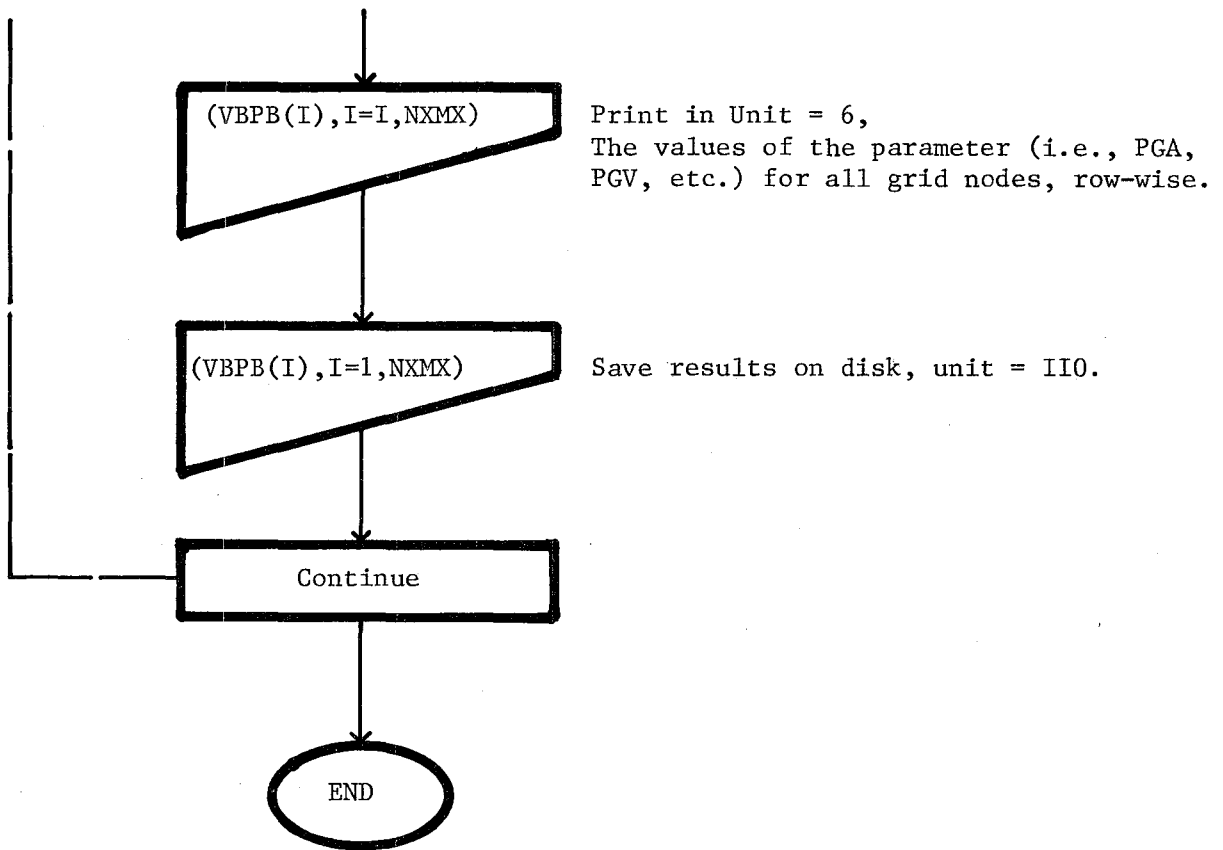 (VBPB(I),I=I,NXMX)
Print in Unit = 6,
The values of the parameter (i.e., PGA,
PGV, etc.) for all grid nodes, row-wise.
(VBPB(I),I=1,NXMX)
Save results on disk, unit = II0.
Continue
END